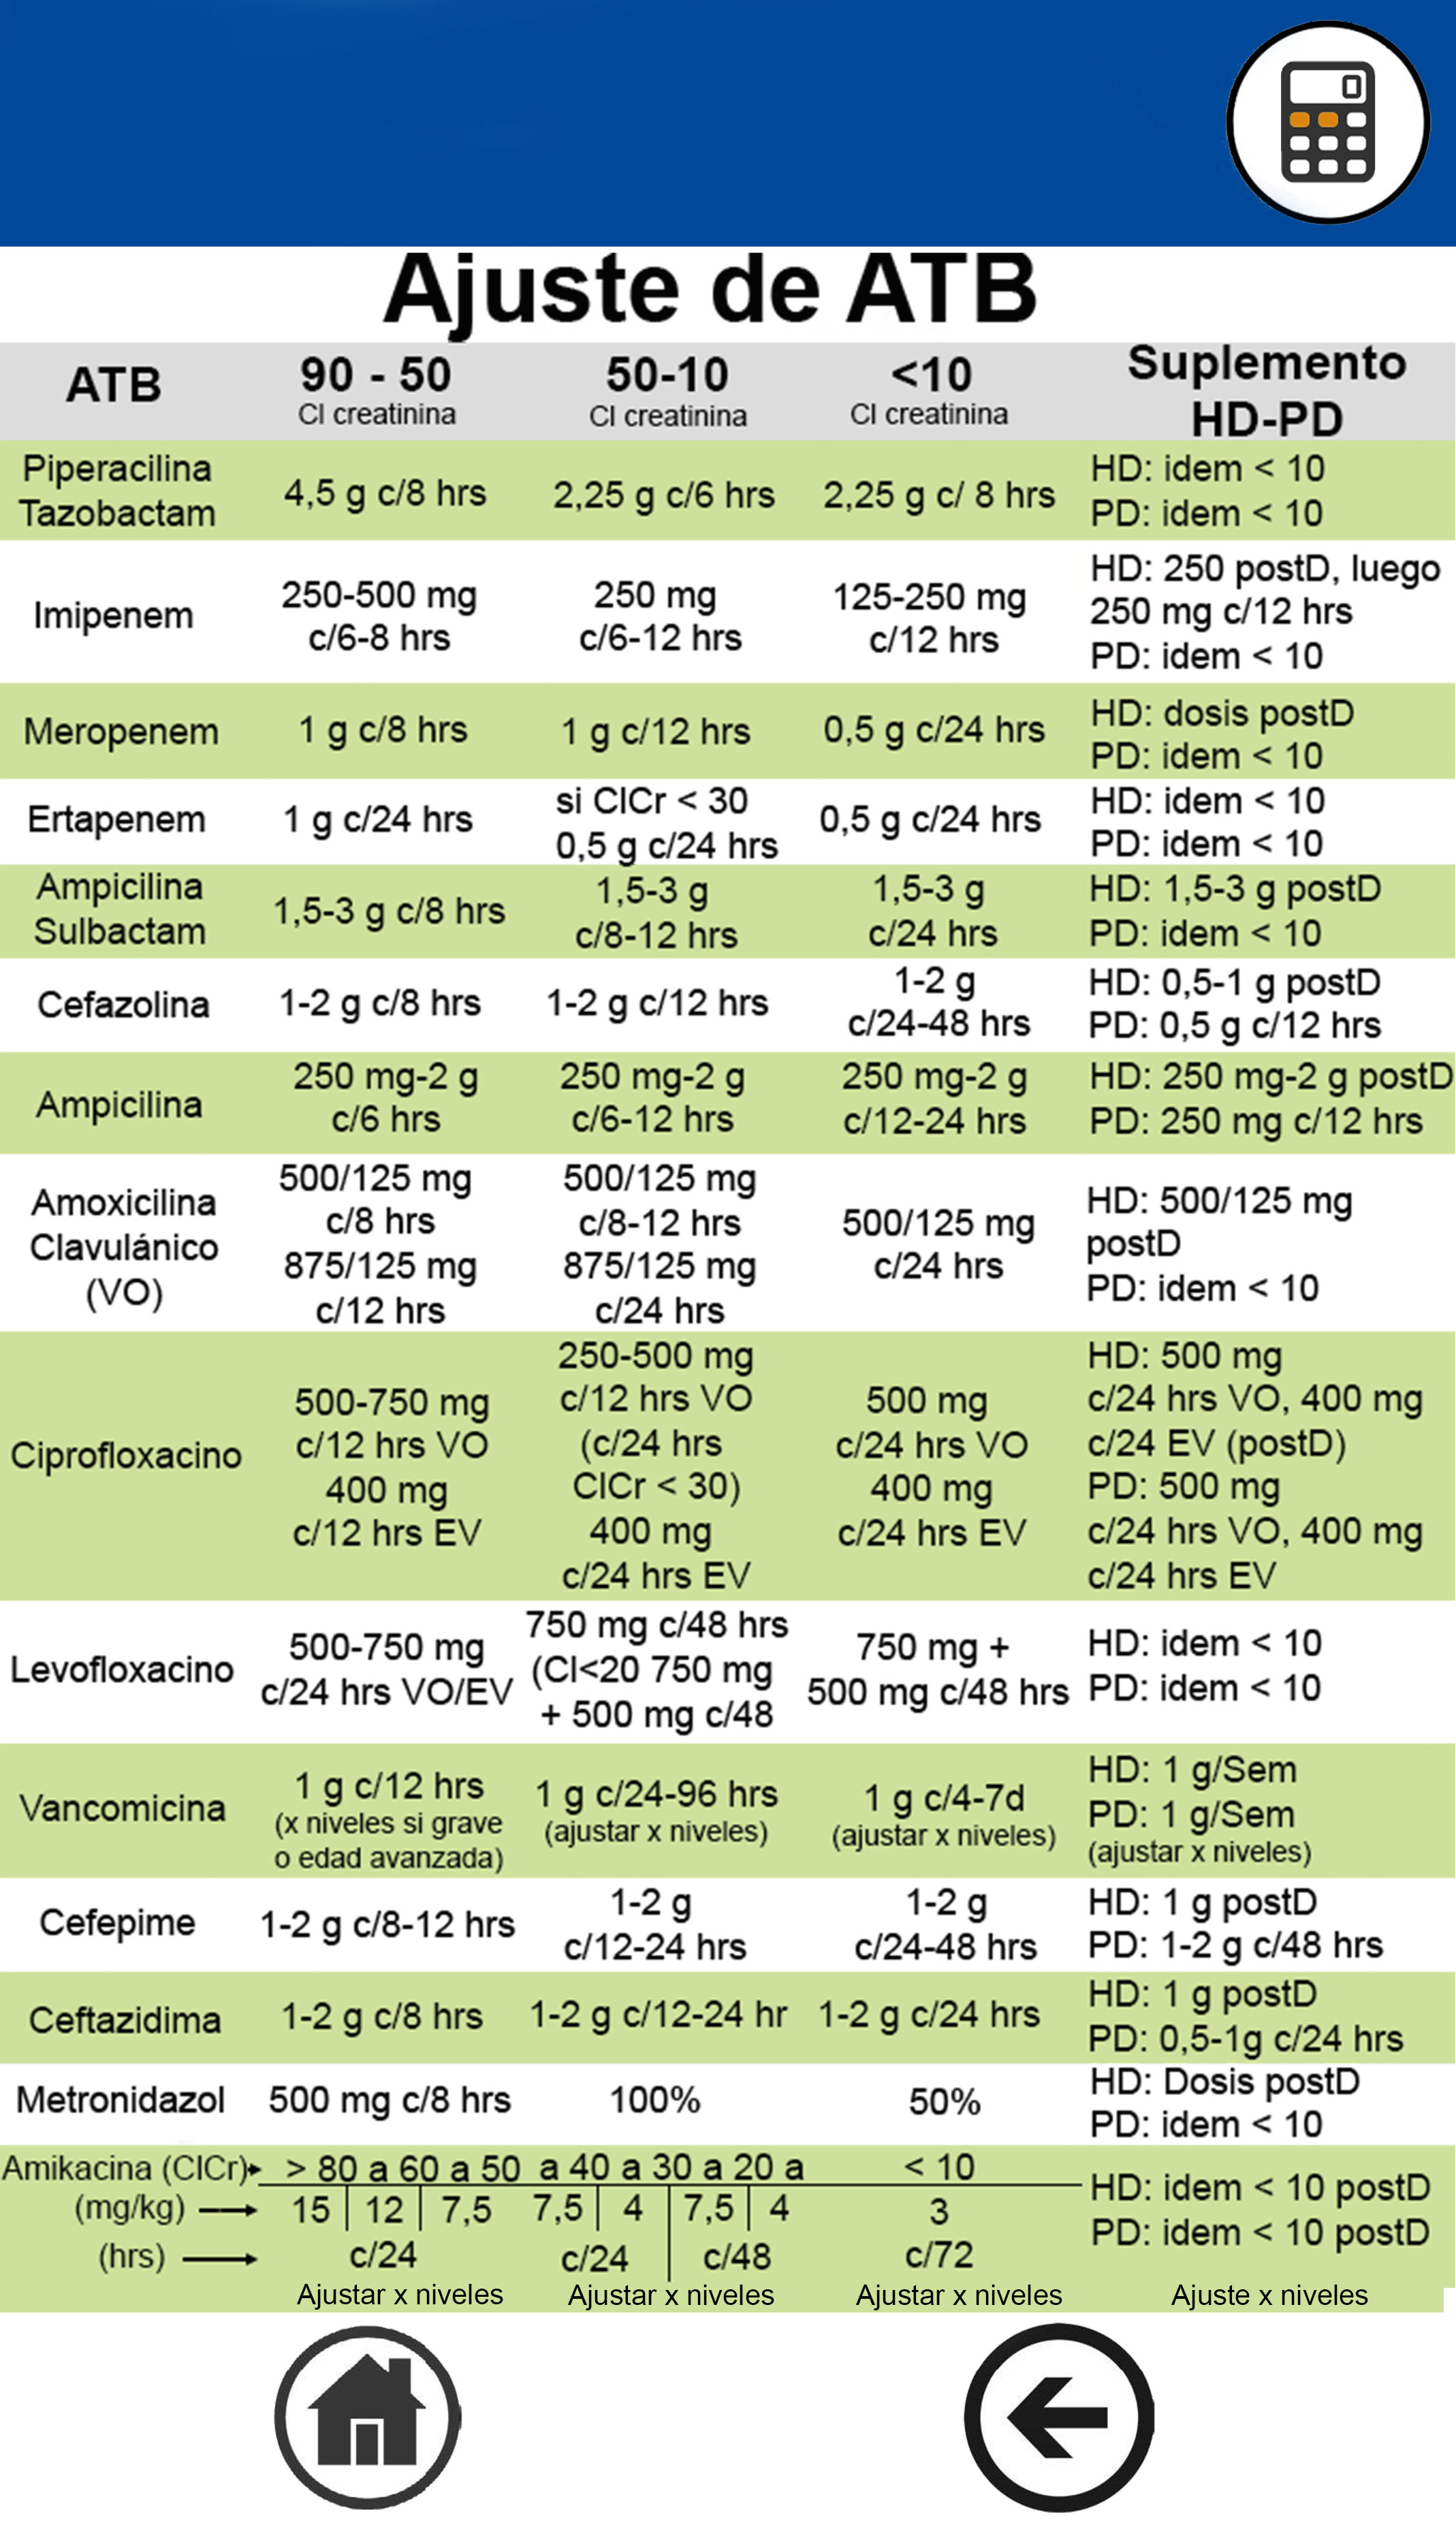 0
Ajuste de ATB
ATB
90 - 50
Cl creatinina
50-10
Cl creatinina
<10
Cl creatinina
Suplemento
HD-PD
Piperacilina
Tazobactam
4,5 g c/8 hrs
2,25 g c/6 hrs
2,25 g c/ 8 hrs
HD: idem < 10
PD: idem < 10
Imipenem
250-500 mg
c/6-8 hrs
250 mg
c/6-12 hrs
125-250 mg
c/12 hrs
HD: 250 postD, luego
250 mg c/12 hrs
PD: idem < 10
Meropenem
1 g c/8 hrs
1 g c/12 hrs
0,5 g c/24 hrs
HD: dosis postD
PD: idem < 10
Ertapenem
1 g c/24 hrs
si ClCr < 30
0,5 g c/24 hrs
0,5 g c/24 hrs
HD: idem < 10
PD: idem < 10
Ampicilina
Sulbactam
1,5-3 g c/8 hrs
1,5-3 g
c/8-12 hrs
1,5-3 g
c/24 hrs
HD: 1,5-3 g postD
PD: idem < 10
Cefazolina
1-2 g c/8 hrs
1-2 g c/12 hrs
1-2 g
c/24-48 hrs
HD: 0,5-1 g postD
PD: 0,5 g c/12 hrs
Ampicilina
250 mg-2 g
c/6 hrs
250 mg-2 g
c/6-12 hrs
250 mg-2 g
c/12-24 hrs
HD: 250 mg-2 g postD
PD: 250 mg c/12 hrs
Amoxicilina
Clavulánico
(VO)
500/125 mg
c/8 hrs
875/125 mg
c/12 hrs
500/125 mg
c/8-12 hrs
875/125 mg
c/24 hrs
500/125 mg
c/24 hrs
HD: 500/125 mg
postD
PD: idem < 10
Ciprofloxacino
500-750 mg
c/12 hrs VO
400 mg
c/12 hrs EV
250-500 mg
c/12 hrs VO
(c/24 hrs
ClCr < 30)
400 mg
c/24 hrs EV
500 mg
c/24 hrs VO
400 mg
c/24 hrs EV
HD: 500 mg
c/24 hrs VO, 400 mg
c/24 EV (postD)
PD: 500 mg
c/24 hrs VO, 400 mg
c/24 hrs EV
Levofloxacino
500-750 mg
c/24 hrs VO/EV
750 mg c/48 hrs
(Cl<20 750 mg
+ 500 mg c/48
750 mg +
500 mg c/48 hrs
HD: idem < 10
PD: idem < 10
Vancomicina
1 g c/12 hrs
(x niveles si grave
o edad avanzada)
1 g c/24-96 hrs
(ajustar x niveles)
1 g c/4-7d
(ajustar x niveles)
HD: 1 g/Sem
PD: 1 g/Sem
(ajustar x niveles)
Cefepime
1-2 g c/8-12 hrs
1-2 g
c/12-24 hrs
1-2 g
c/24-48 hrs
HD: 1 g postD
PD: 1-2 g c/48 hrs
Ceftazidima
1-2 g c/8 hrs
1-2 g c/12-24 hr
1-2 g c/24 hrs
HD: 1 g postD
PD: 0,5-1g c/24 hrs
Metronidazol
500 mg c/8 hrs
100%
50%
HD: Dosis postD
PD: idem < 10
Amikacina (ClCr) > 80 a 60 a 50 a 40 a 30 a 20 a < 10
(mg/kg) 15 12 7,5 7,5 4 7,5 4 3
(hrs) c/24 c/24 c/48 c/72
HD: idem < 10 postD
PD: idem < 10 postD
Ajustar x niveles
Ajustar x niveles
Ajustar x niveles
Ajuste x niveles